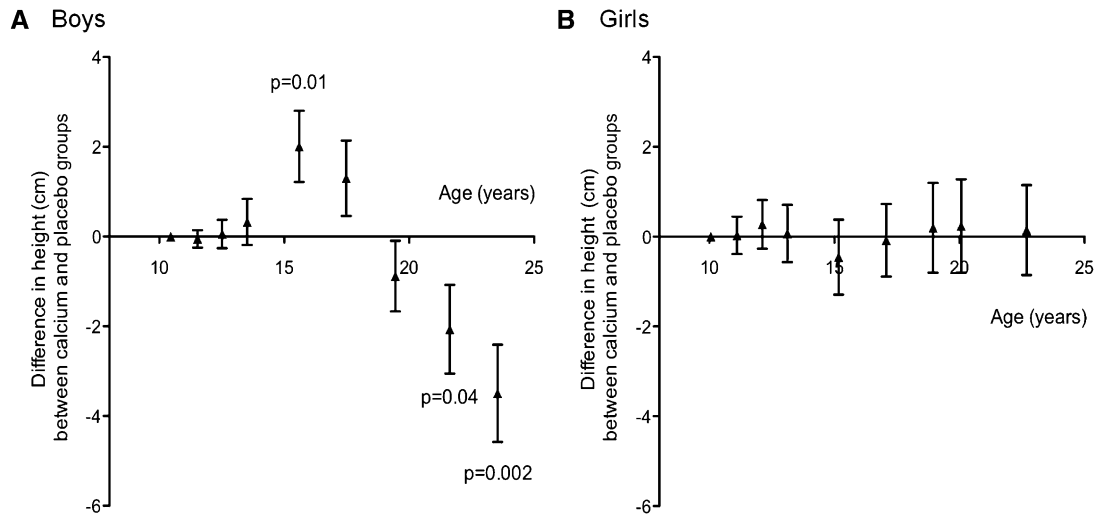 A Boys
Difference in height (cm)
between calcium and placebo groups
4
2
0
-2
-4
-6
10
15
20
25
p=0.01
Age (years)
p=0.04
p=0.002
B Girls
Difference in height (cm)
between calcium and placebo groups
4
2
0
-2
-4
-6
10
15
20
25
Age (years)